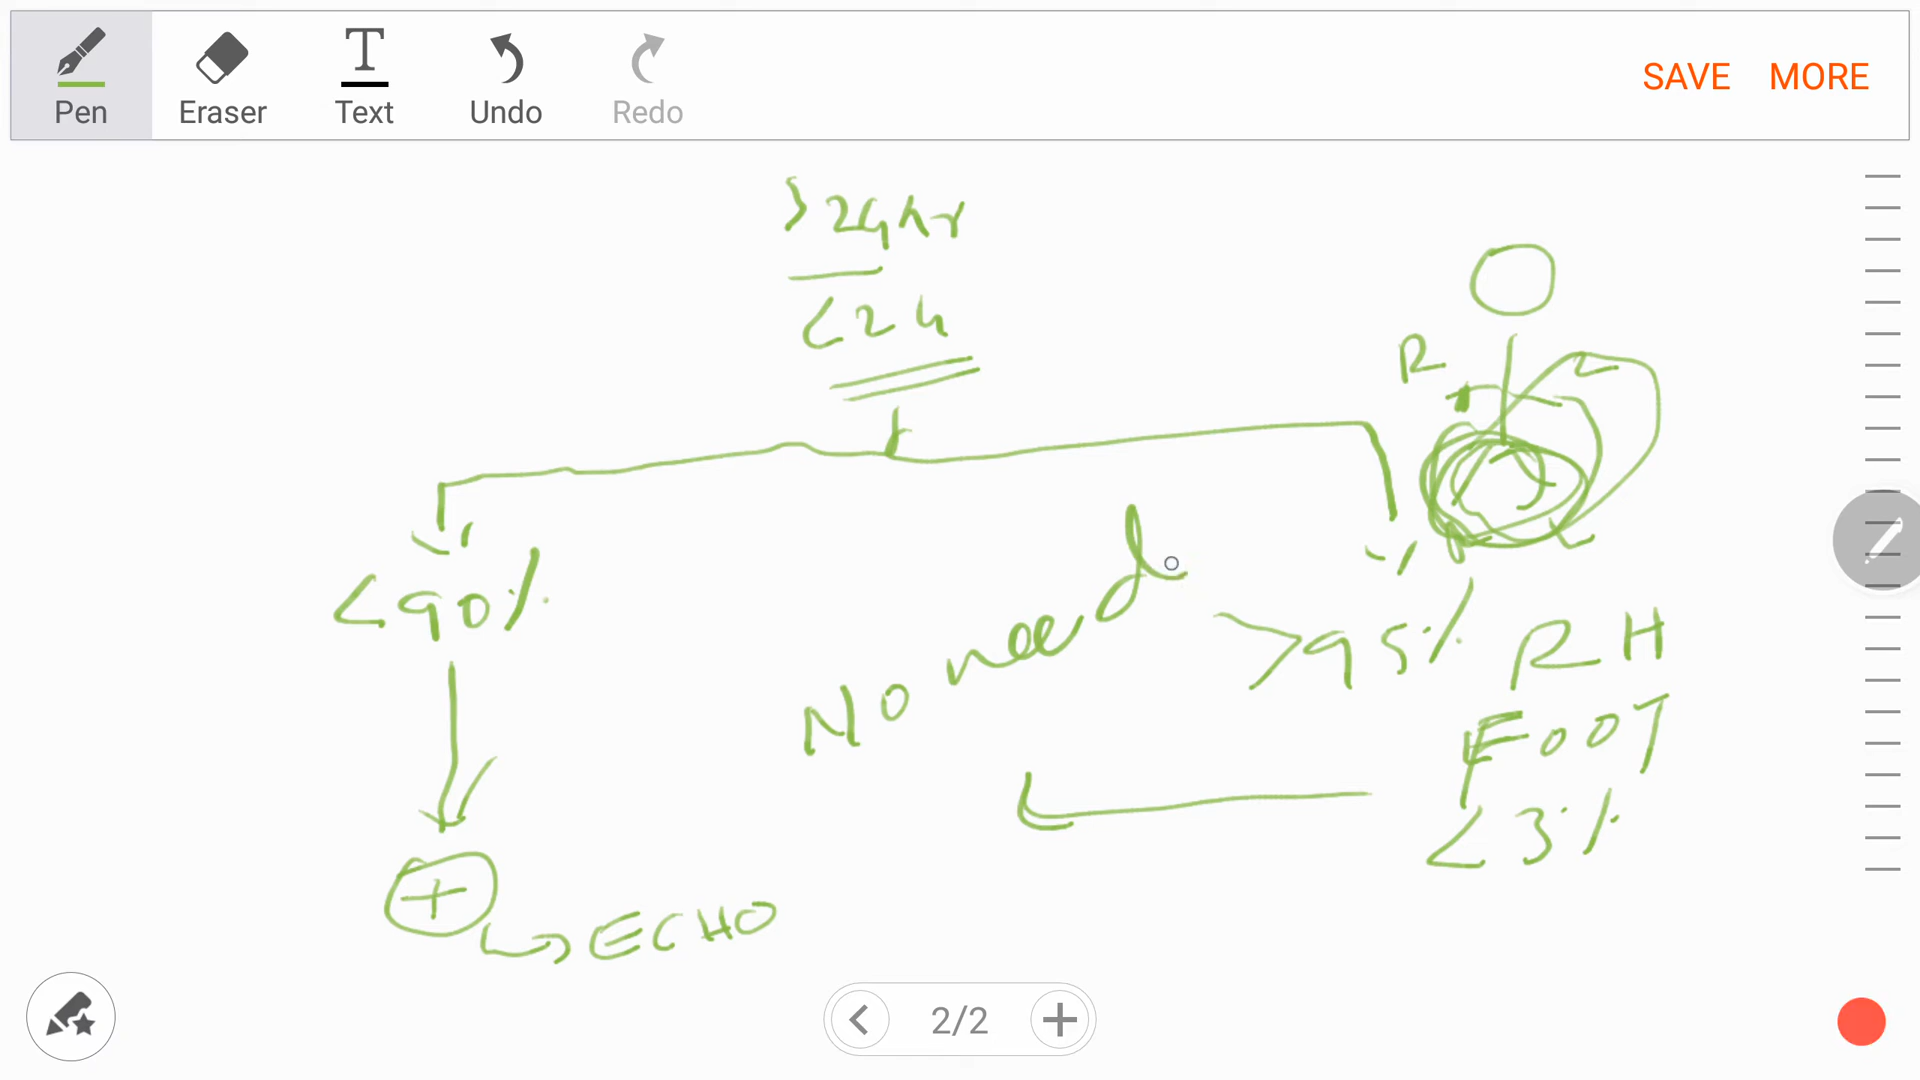 Pen Eraser Text Undo Redo SAVE MORE
>24hr
<24
R L
<90%
No need
>95% RH
FOOT
<3%
+
ECHO
2/2